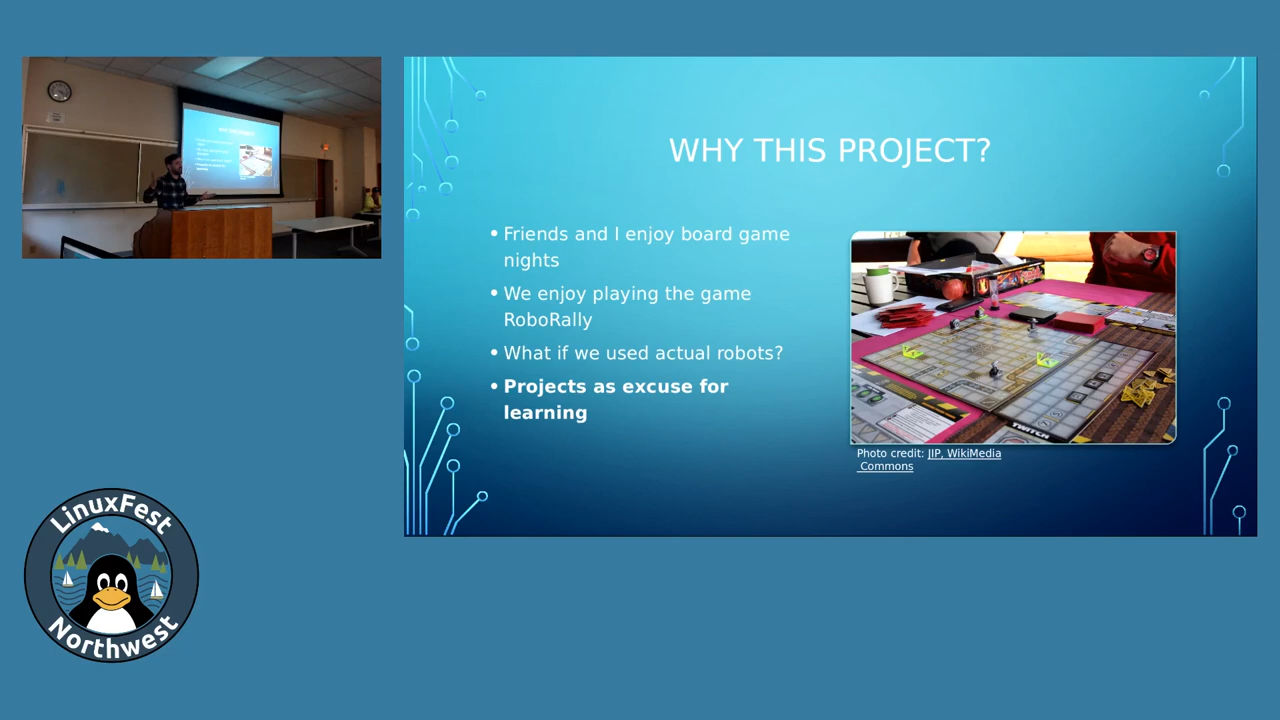 WHY THIS PROJECT?
• Friends and I enjoy board game
nights
• We enjoy playing the game
RoboRally
• What if we used actual robots?
• Projects as excuse for
learning
TWITCH
Photo credit: JIP, WikiMedia
Commons
LinuxFest
Northwest